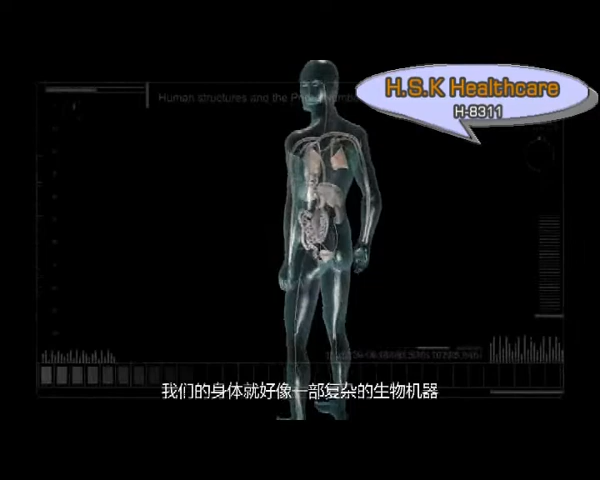 H.S.K Healthcare
H-8311
Human structures and the
我们的身体就好像一部复杂的生物机器